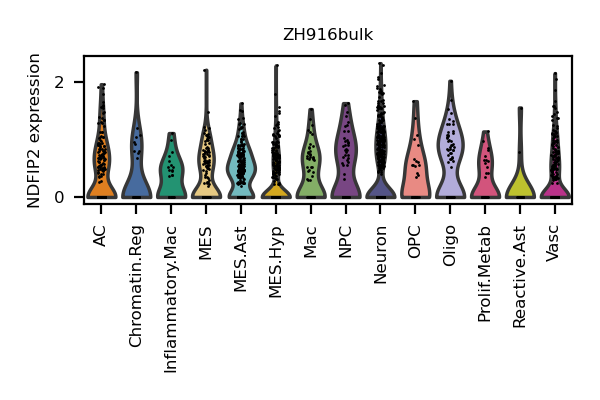 ZH916bulk
NDFIP2 expression
2
0
AC
Chromatin.Reg
Inflammatory.Mac
MES
MES.Ast
MES.Hyp
Mac
NPC
Neuron
OPC
Oligo
Prolif.Metab
Reactive.Ast
Vasc